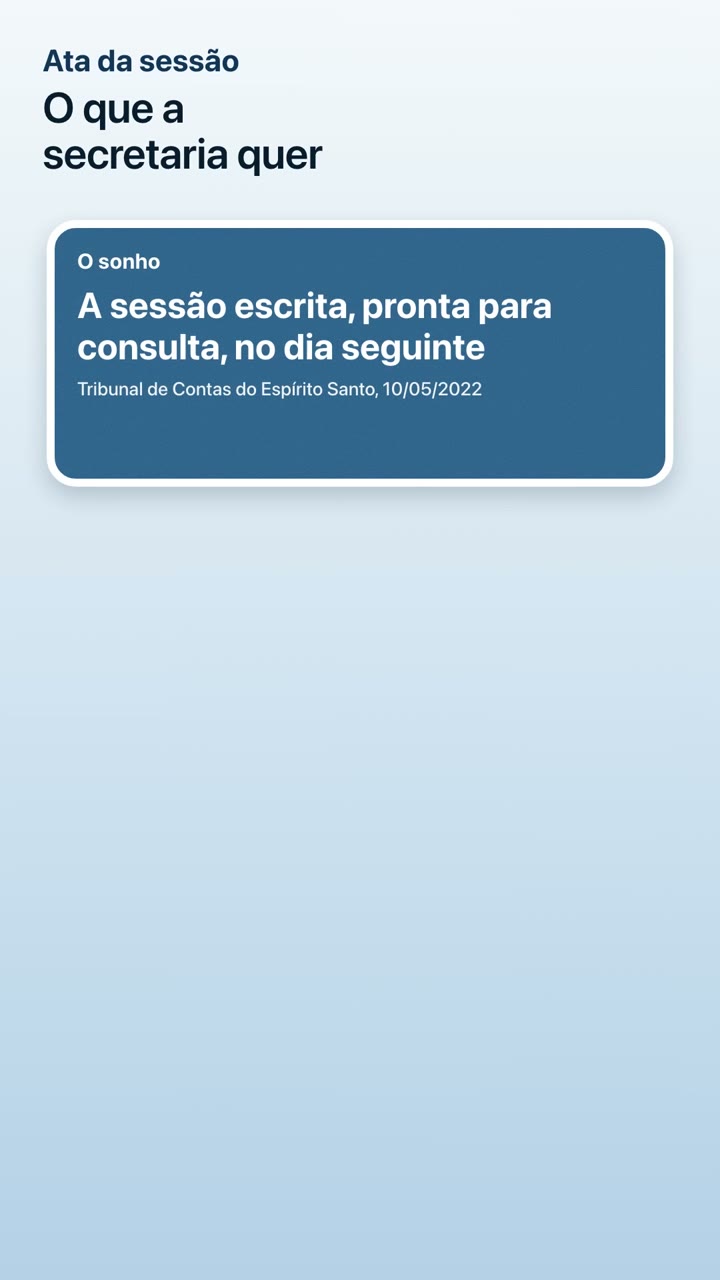 Ata da sessão
O que a
secretaria quer
O sonho
A sessão escrita, pronta para
consulta, no dia seguinte
Tribunal de Contas do Espírito Santo, 10/05/2022